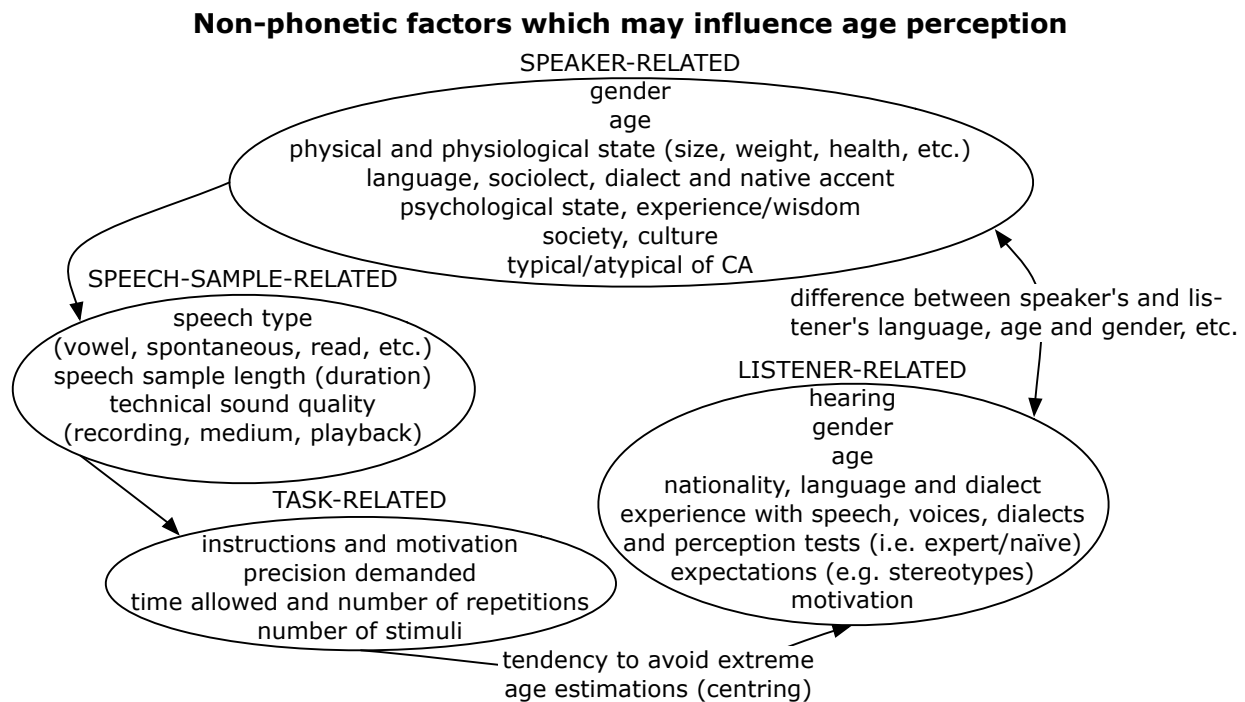 Non-phonetic factors which may influence age perception
SPEAKER-RELATED
gender
age
physical and physiological state (size, weight, health, etc.)
language, sociolect, dialect and native accent
psychological state, experience/wisdom
society, culture
typical/atypical of CA
SPEECH-SAMPLE-RELATED
speech type
(vowel, spontaneous, read, etc.)
speech sample length (duration)
technical sound quality
(recording, medium, playback)
difference between speaker's and lis-
tener's language, age and gender, etc.
LISTENER-RELATED
hearing
gender
age
nationality, language and dialect
experience with speech, voices, dialects
and perception tests (i.e. expert/naïve)
expectations (e.g. stereotypes)
motivation
TASK-RELATED
instructions and motivation
precision demanded
time allowed and number of repetitions
number of stimuli
tendency to avoid extreme
age estimations (centring)